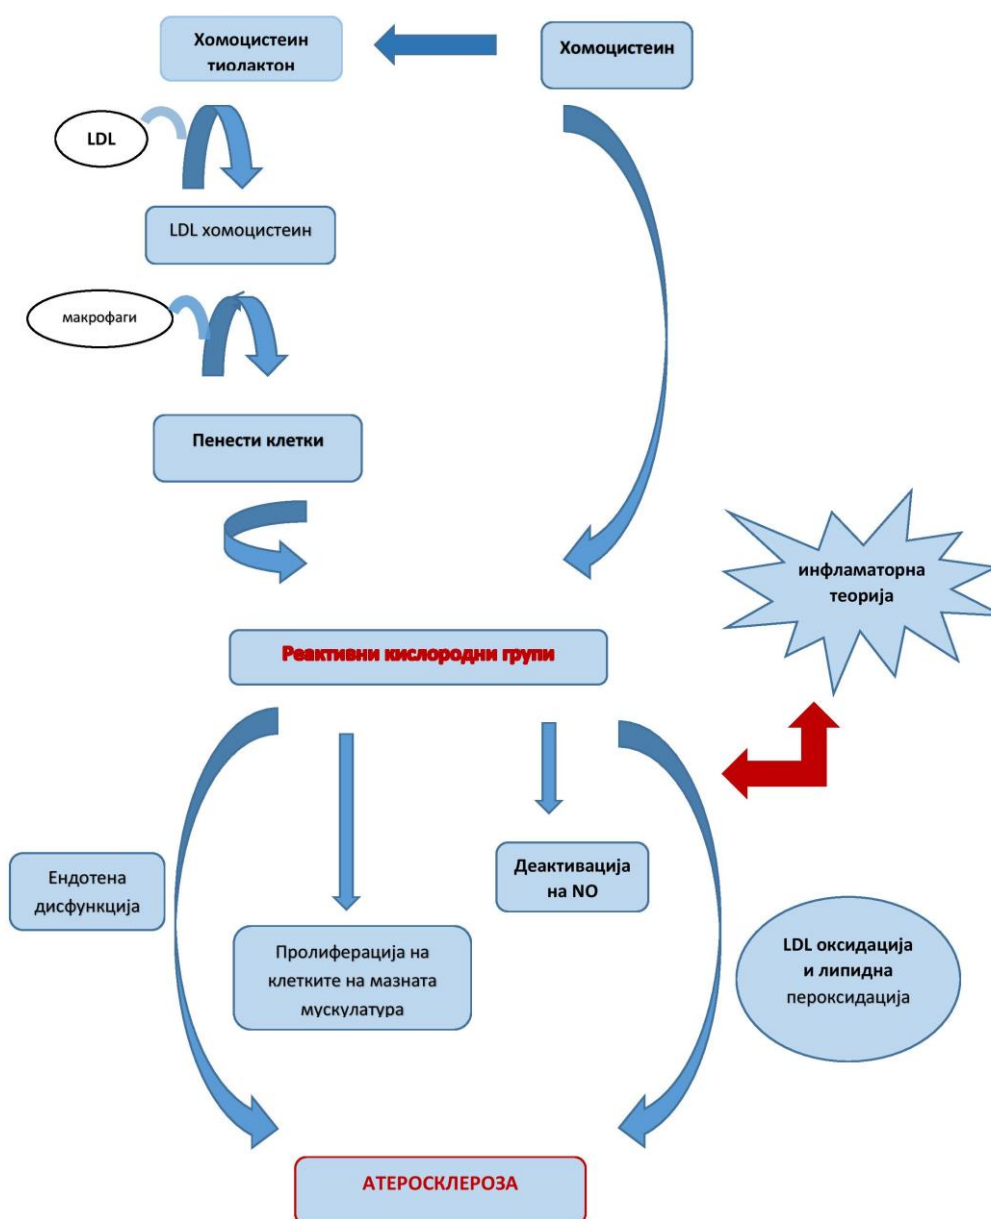 Хомоцистеин
тиолактон
Хомоцистеин
LDL
LDL хомоцистеин
макрофаги
Пенести клетки
инфламаторна
теорија
Реактивни кислородни групи
Ендотена
дисфункција
Деактивација
на NO
Пролиферација на
клетките на мазната
мускулатура
LDL оксидација
и липидна
пероксидација
АТЕРОСКЛЕРОЗА